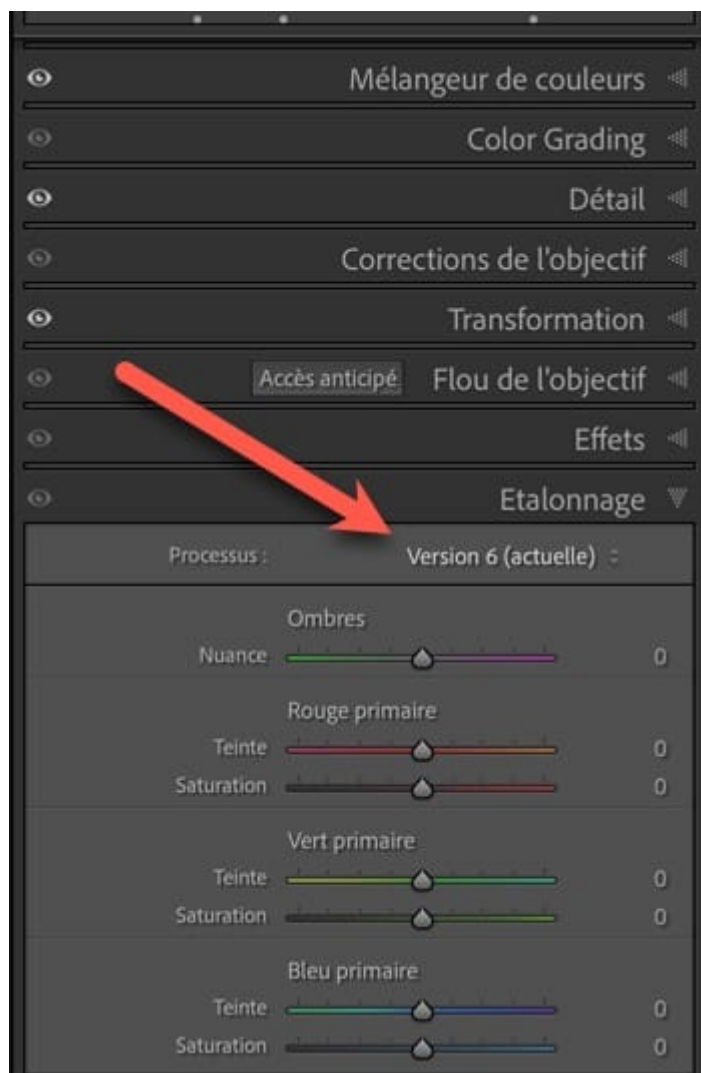 Mélangeur de couleurs
Color Grading
Détail
Corrections de l'objectif
Transformation
Accès anticipé Flou de l'objectif
Effets
Etalonnage
Processus : Version 6 (actuelle)
Ombres
Nuance 0
Rouge primaire
Teinte 0
Saturation 0
Vert primaire
Teinte 0
Saturation 0
Bleu primaire
Teinte 0
Saturation 0